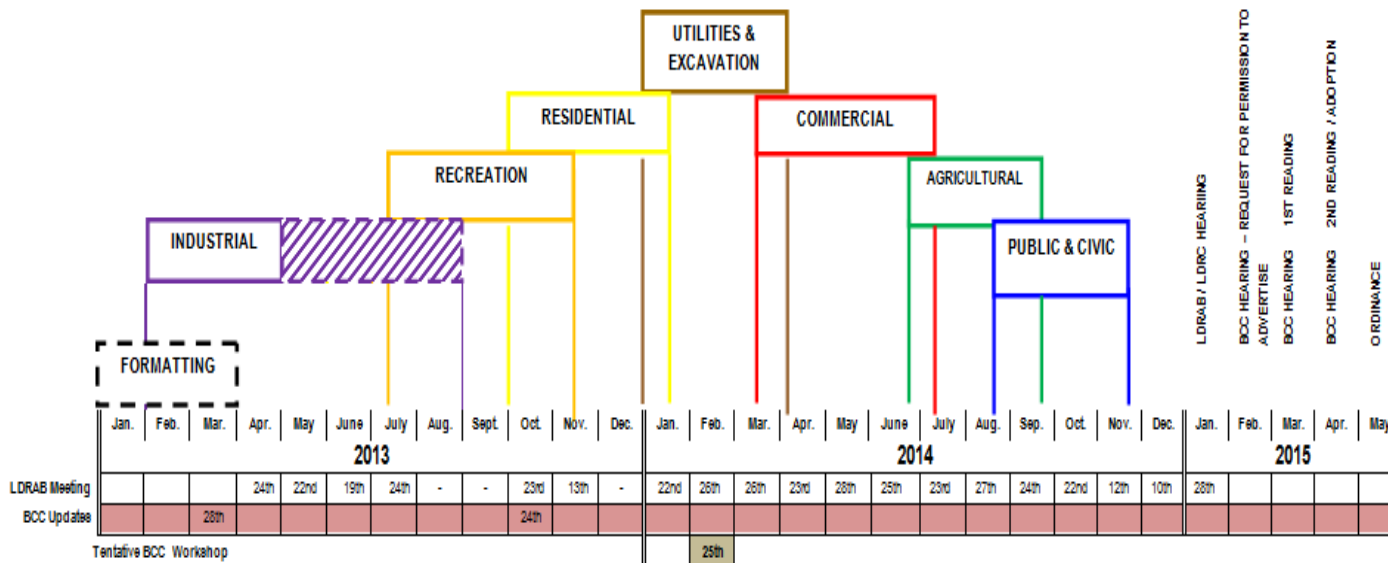 UTILITIES &
EXCAVATION
RESIDENTIAL
COMMERCIAL
RECREATION
AGRICULTURAL
INDUSTRIAL
PUBLIC & CIVIC
FORMATTING
LDRAB / LDRC HEARIING
BCC HEARING – REQUEST FOR PERMISSION TO
ADVERTISE
BCC HEARING 1ST READING
BCC HEARING 2ND READING / ADOPTION
ORDINANCE
Jan. Feb. Mar. Apr. May June July Aug. Sept. Oct. Nov. Dec. Jan. Feb. Mar. Apr. May June July Aug. Sep. Oct. Nov. Dec. Jan. Feb. Mar. Apr. May
2013 2014 2015
LDRAB Meeting 24th 22nd 19th 24th - - 23rd 13th - 22nd 26th 26th 23rd 28th 25th 23rd 27th 24th 22nd 12th 10th 28th
BCC Updates 28th 24th
Tentative BCC Workshop 25th